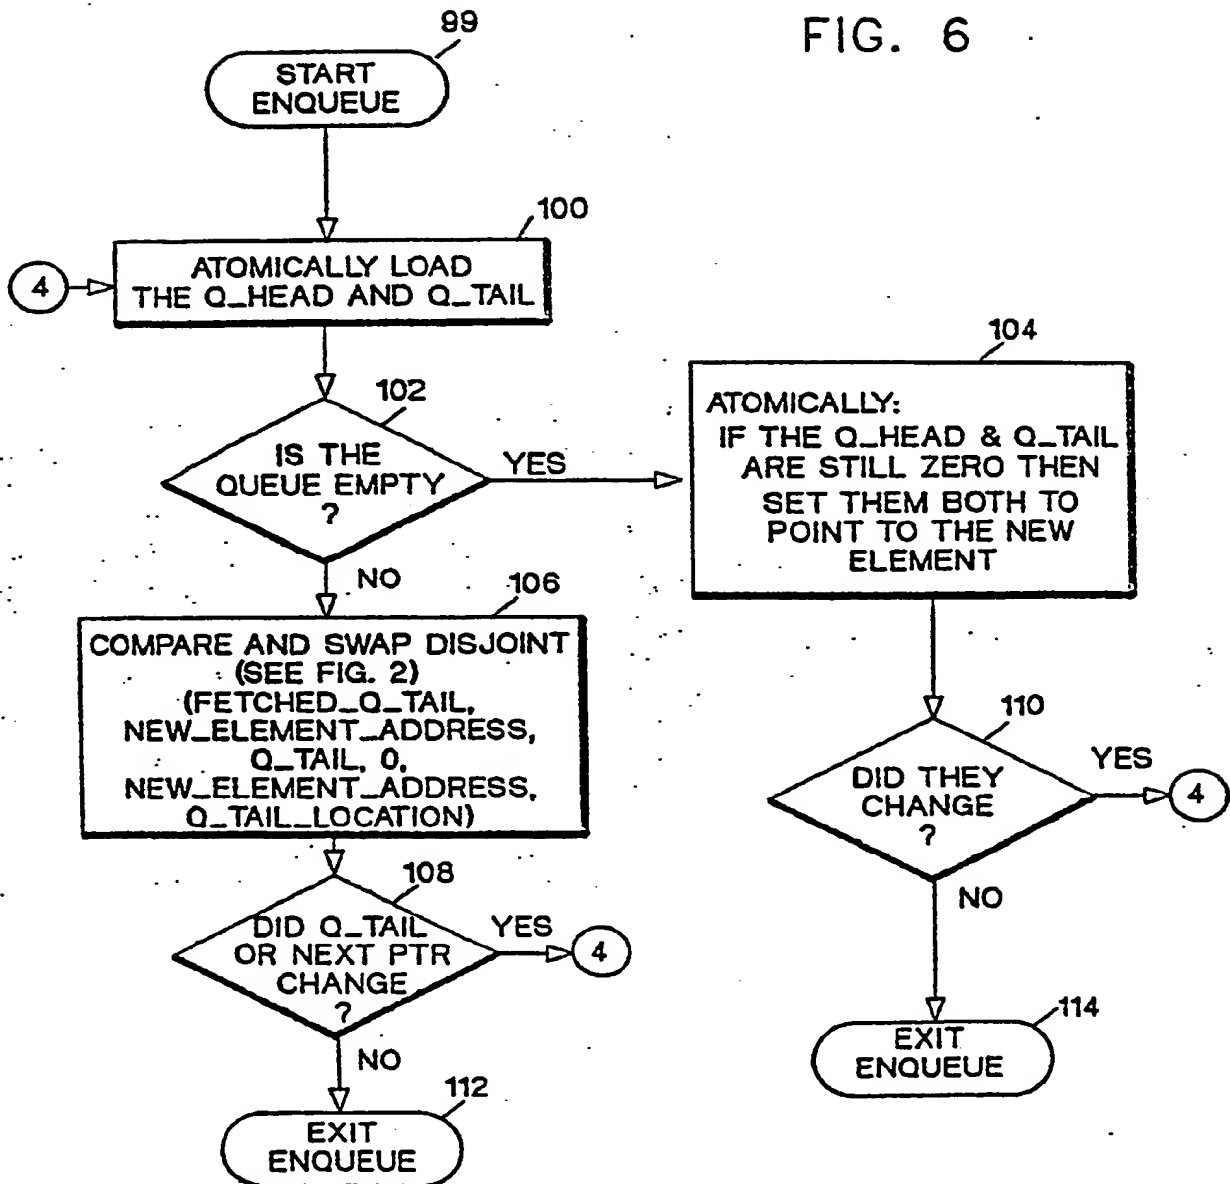 FIG. 6
99
START
ENQUEUE
100
4
ATOMICALLY LOAD
THE Q_HEAD AND Q_TAIL
102
IS THE
QUEUE EMPTY
?
YES
NO
104
ATOMICALLY:
IF THE Q_HEAD & Q_TAIL
ARE STILL ZERO THEN
SET THEM BOTH TO
POINT TO THE NEW
ELEMENT
106
COMPARE AND SWAP DISJOINT
(SEE FIG. 2)
(FETCHED_Q_TAIL,
NEW_ELEMENT_ADDRESS,
Q_TAIL, 0,
NEW_ELEMENT_ADDRESS,
Q_TAIL_LOCATION)
110
DID THEY
CHANGE
?
YES
4
NO
108
DID Q_TAIL
OR NEXT PTR
CHANGE
?
YES
4
NO
114
EXIT
ENQUEUE
112
EXIT
ENQUEUE